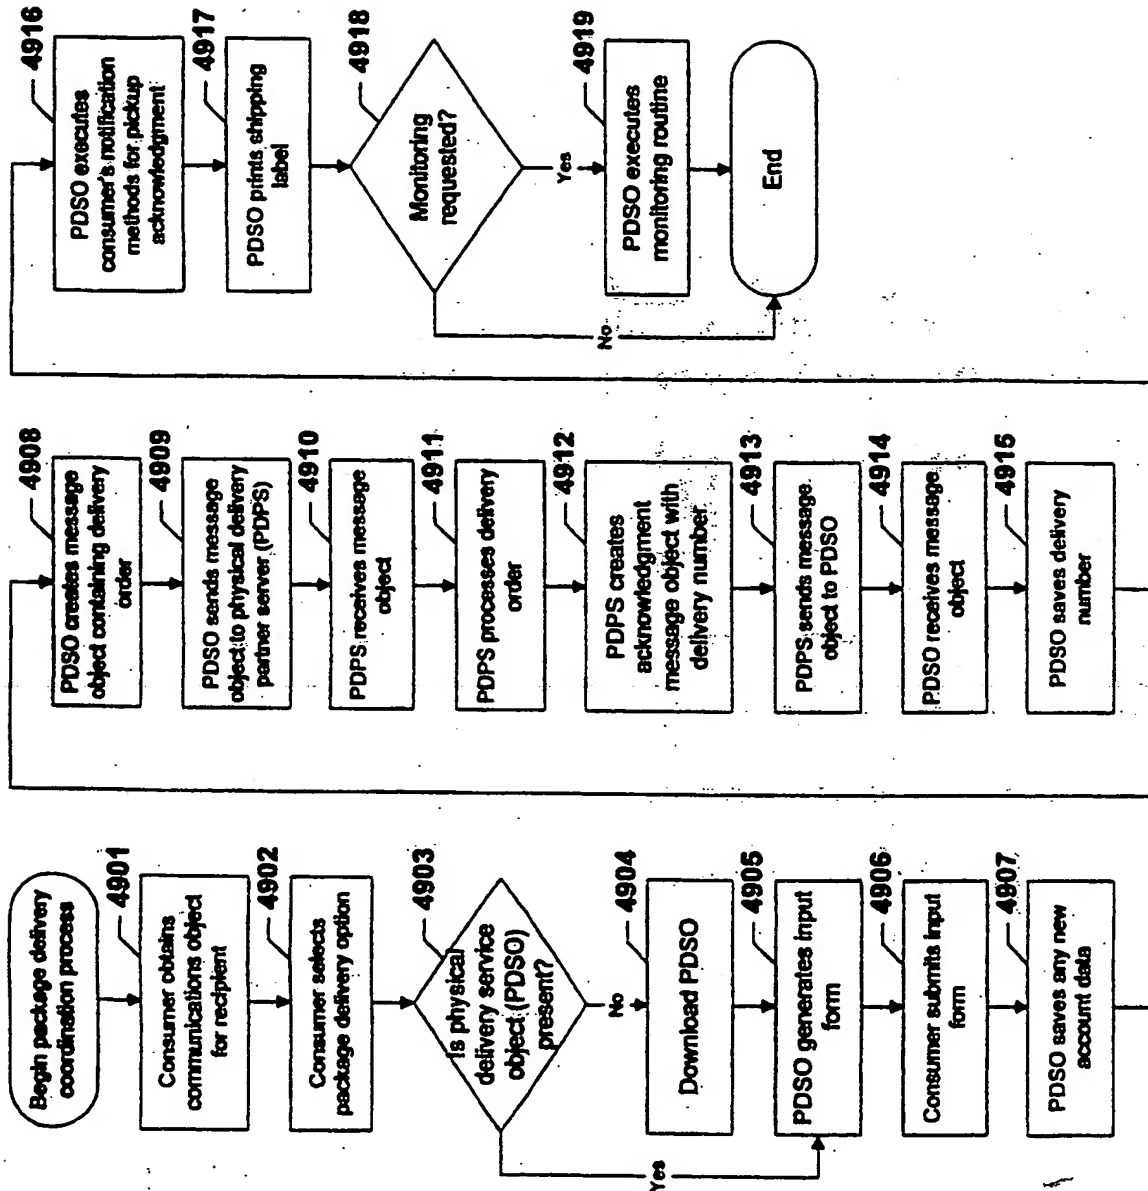 Begin package delivery
coordination process
4901
Consumer obtains
communications object
for recipient
4902
Consumer selects
package delivery option
4903
Is physical
delivery service
object (PDSO)
present?
No
Yes
4904
Download PDSO
4905
PDSO generates input
form
4906
Consumer submits input
form
4907
PDSO saves any new
account data
4908
PDSO creates message
object containing delivery
order
4909
PDSO sends message
object to physical delivery
partner server (PDPS)
4910
PDPS receives message
object
4911
PDPS processes delivery
order
4912
PDPS creates
acknowledgment
message object with
delivery number
4913
PDPS sends message
object to PDSO
4914
PDSO receives message
object
4915
PDSO saves delivery
number
4916
PDSO executes
consumer's notification
methods for pickup
acknowledgment
4917
PDSO prints shipping
label
4918
Monitoring
requested?
Yes
No
4919
PDSO executes
monitoring routine
End